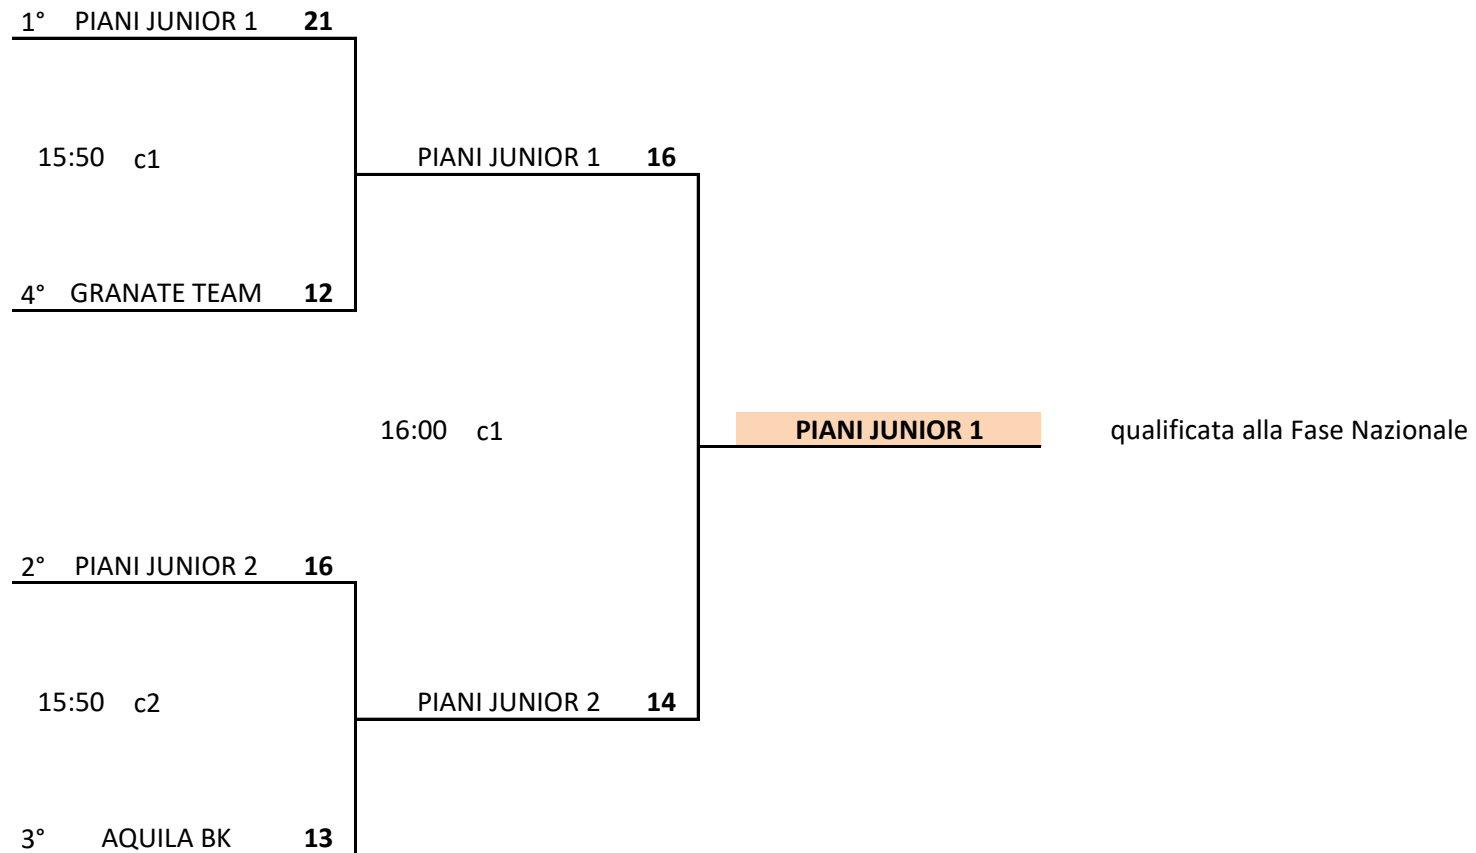 1° PIANI JUNIOR 1 21
15:50 c1 PIANI JUNIOR 1 16
4° GRANATE TEAM 12
16:00 c1 PIANI JUNIOR 1 qualificata alla Fase Nazionale
2° PIANI JUNIOR 2 16
15:50 c2 PIANI JUNIOR 2 14
3° AQUILA BK 13